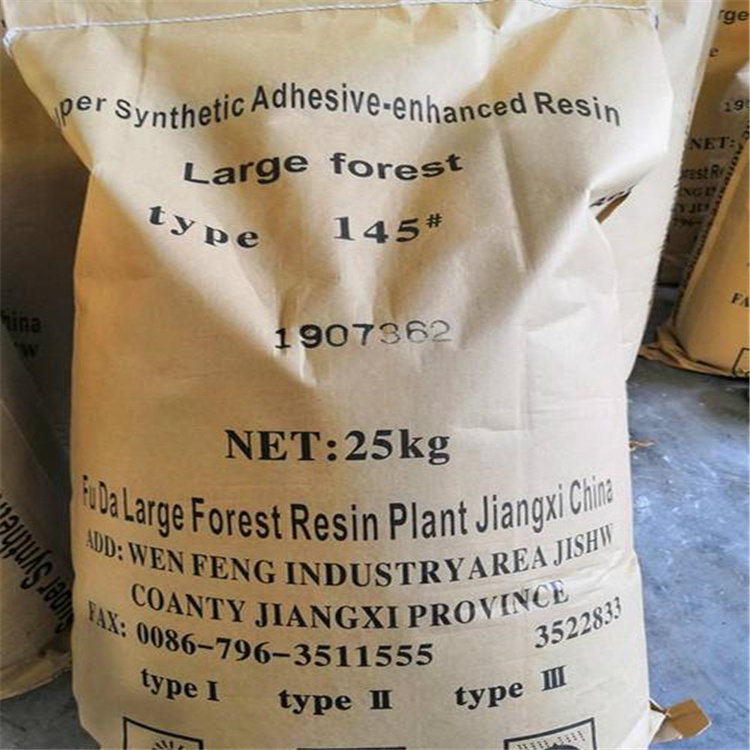 Synthetic Adhesive-enhanced Resin
Large forest
type 145#
1907362
NET:25kg
Fu Da Large Forest Resin Plant Jiangxi China
ADD: WEN FENG INDUSTRYAREA JISHW
COANTY JIANGXI PROVINCE
FAX: 0086-796-3511555 3522833
type I type II type III
NET: